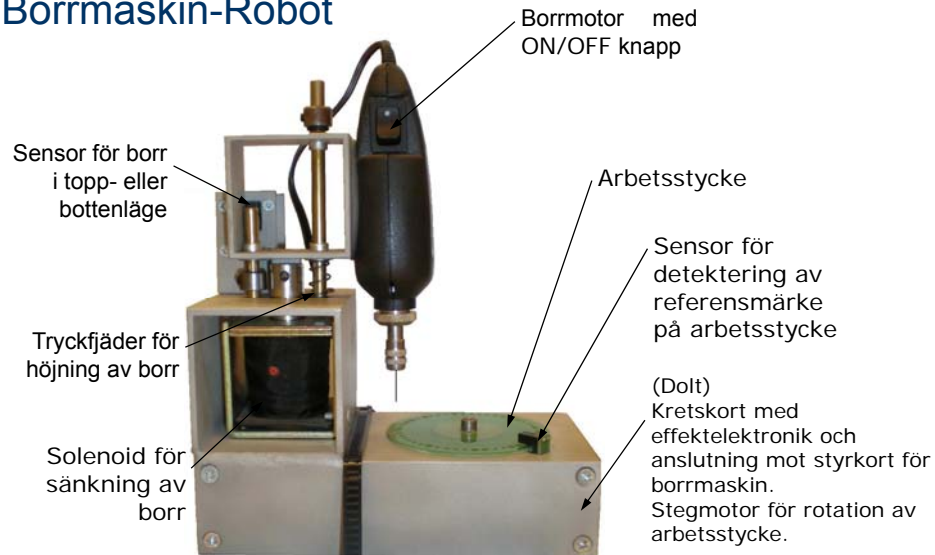 Borrmaskin-Robot
Borrmotor med
ON/OFF knapp
Sensor för borr
i topp- eller
bottenläge
Arbetsstycke
Sensor för
detektering av
referensmärke
på arbetsstycke
Tryckfjäder för
höjning av borr
(Dolt)
Kretskort med
effektelektronik och
anslutning mot styrkort för
borrmaskin.
Stegmotor för rotation av
arbetsstycke.
Solenoid för
sänkning av
borr